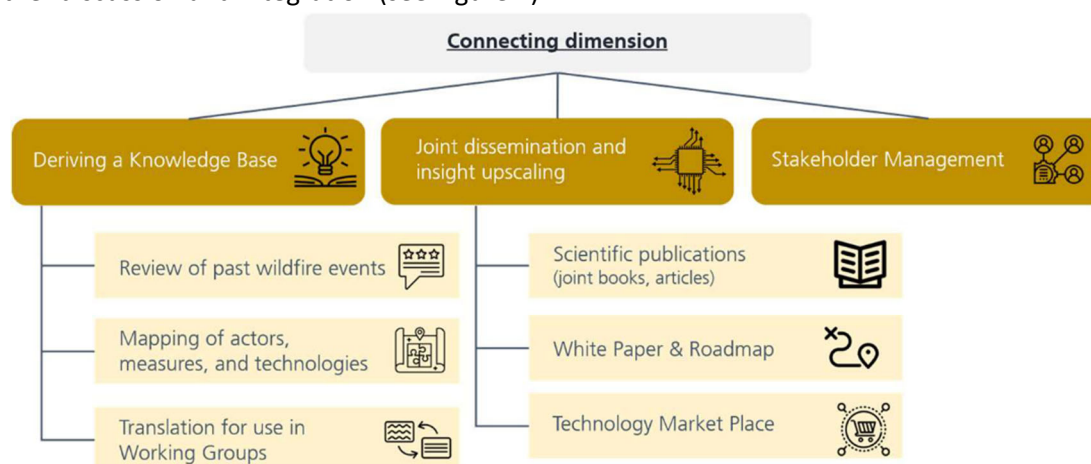 Connecting dimension
Deriving a Knowledge Base
Joint dissemination and
insight upscaling
Stakeholder Management
Review of past wildfire events
Mapping of actors,
measures, and technologies
Translation for use in
Working Groups
Scientific publications
(joint books, articles)
White Paper & Roadmap
Technology Market Place